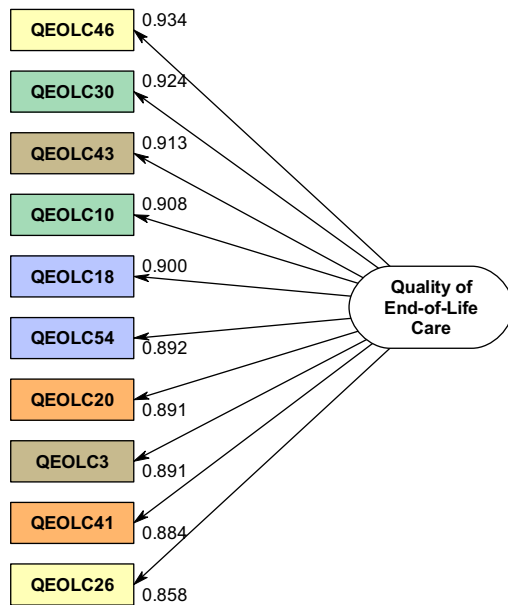 QEOLC46
0.934
QEOLC30
0.924
QEOLC43
0.913
QEOLC10
0.908
QEOLC18
0.900
QEOLC54
0.892
QEOLC20
0.891
QEOLC3
0.891
QEOLC41
0.884
QEOLC26
0.858
Quality of
End-of-Life
Care